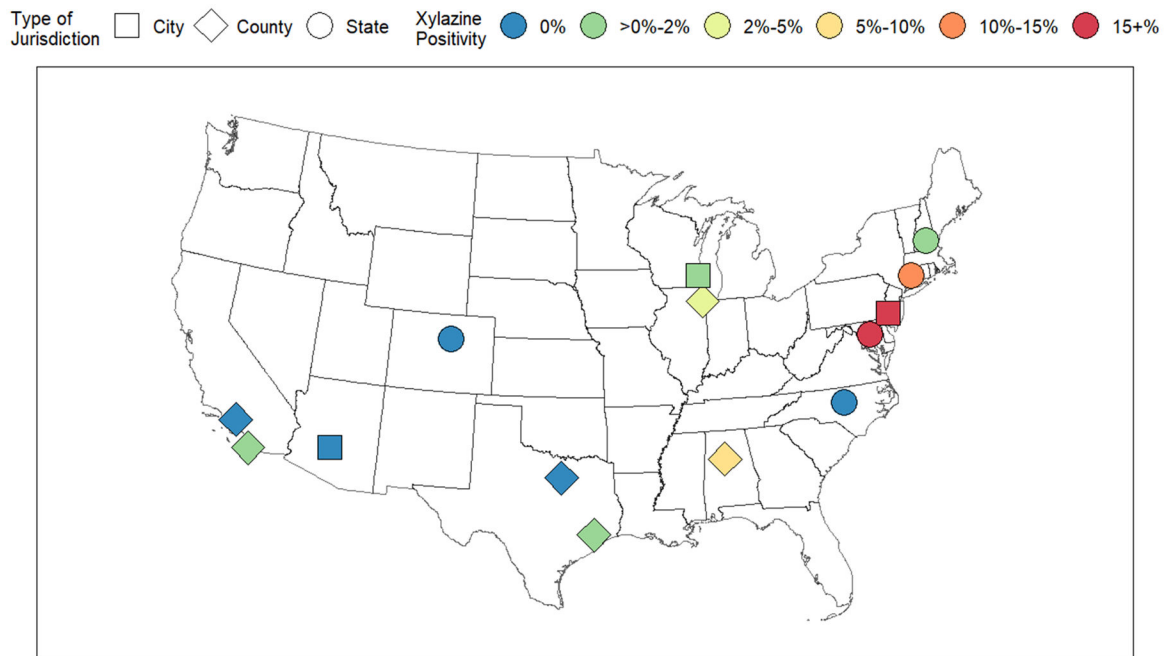 Type of
Jurisdiction City County State
Xylazine
Positivity 0% >0%-2% 2%-5% 5%-10% 10%-15% 15+%